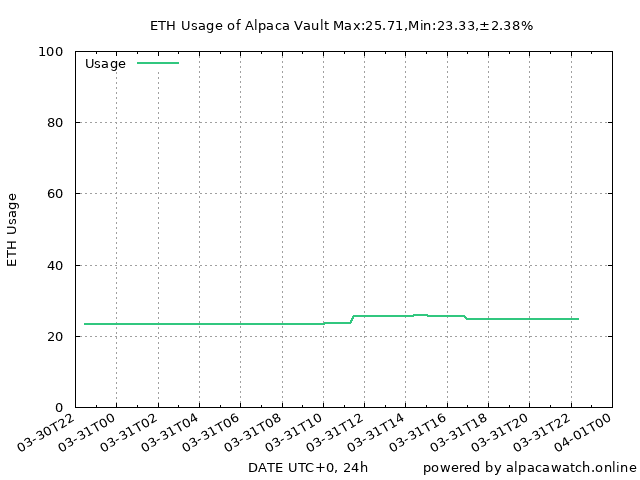 ETH Usage of Alpaca Vault Max:25.71,Min:23.33,±2.38%
100
Usage
80
60
ETH Usage
40
20
0
03-30T22
03-31T00
03-31T02
03-31T04
03-31T06
03-31T08
03-31T10
03-31T12
03-31T14
03-31T16
03-31T18
03-31T20
03-31T22
04-01T00
DATE UTC+0, 24h
powered by alpacawatch.online